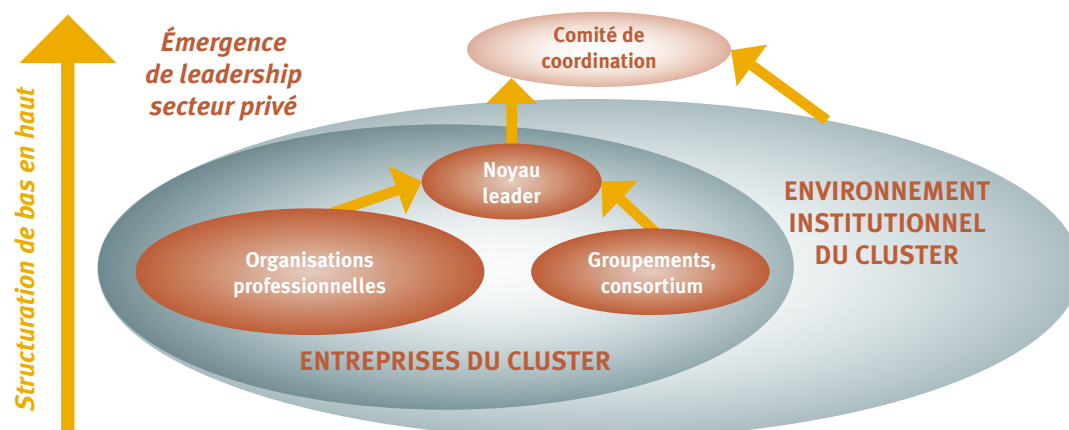 Structuration de bas en haut
Émergence
de leadership
secteur privé
Comité de
coordination
Noyau
leader
Organisations
professionnelles
Groupements,
consortium
ENTREPRISES DU CLUSTER
ENVIRONNEMENT
INSTITUTIONNEL
DU CLUSTER